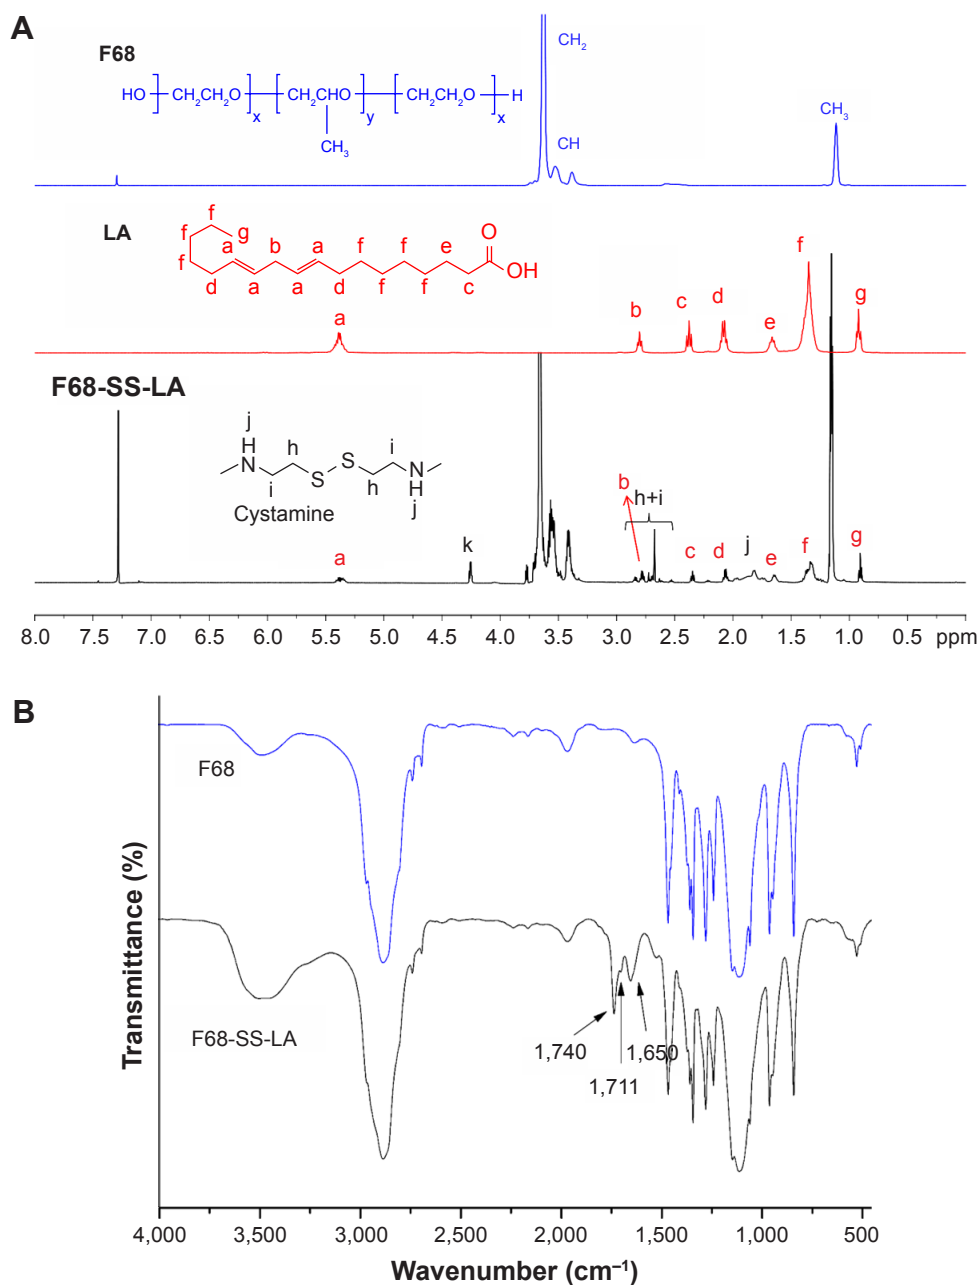 A
F68
CH2
HO CH2CH2O x CH2CHO y CH2CH2O x H
CH3
CH
CH3
LA
f
f g
a b a f f e O
f OH
d a a d f f c
a
b
c
d
e
f
g
F68-SS-LA
j
H
N h S S i N
i h H
j
Cystamine
a
k
b
h+i
c
d
j
e
f
g
8.0 7.5 7.0 6.5 6.0 5.5 5.0 4.5 4.0 3.5 3.0 2.5 2.0 1.5 1.0 0.5 ppm
B
F68
F68-SS-LA
1,740
1,711
1,650
Transmittance (%)
4,000 3,500 3,000 2,500 2,000 1,500 1,000 500
Wavenumber (cm–1)